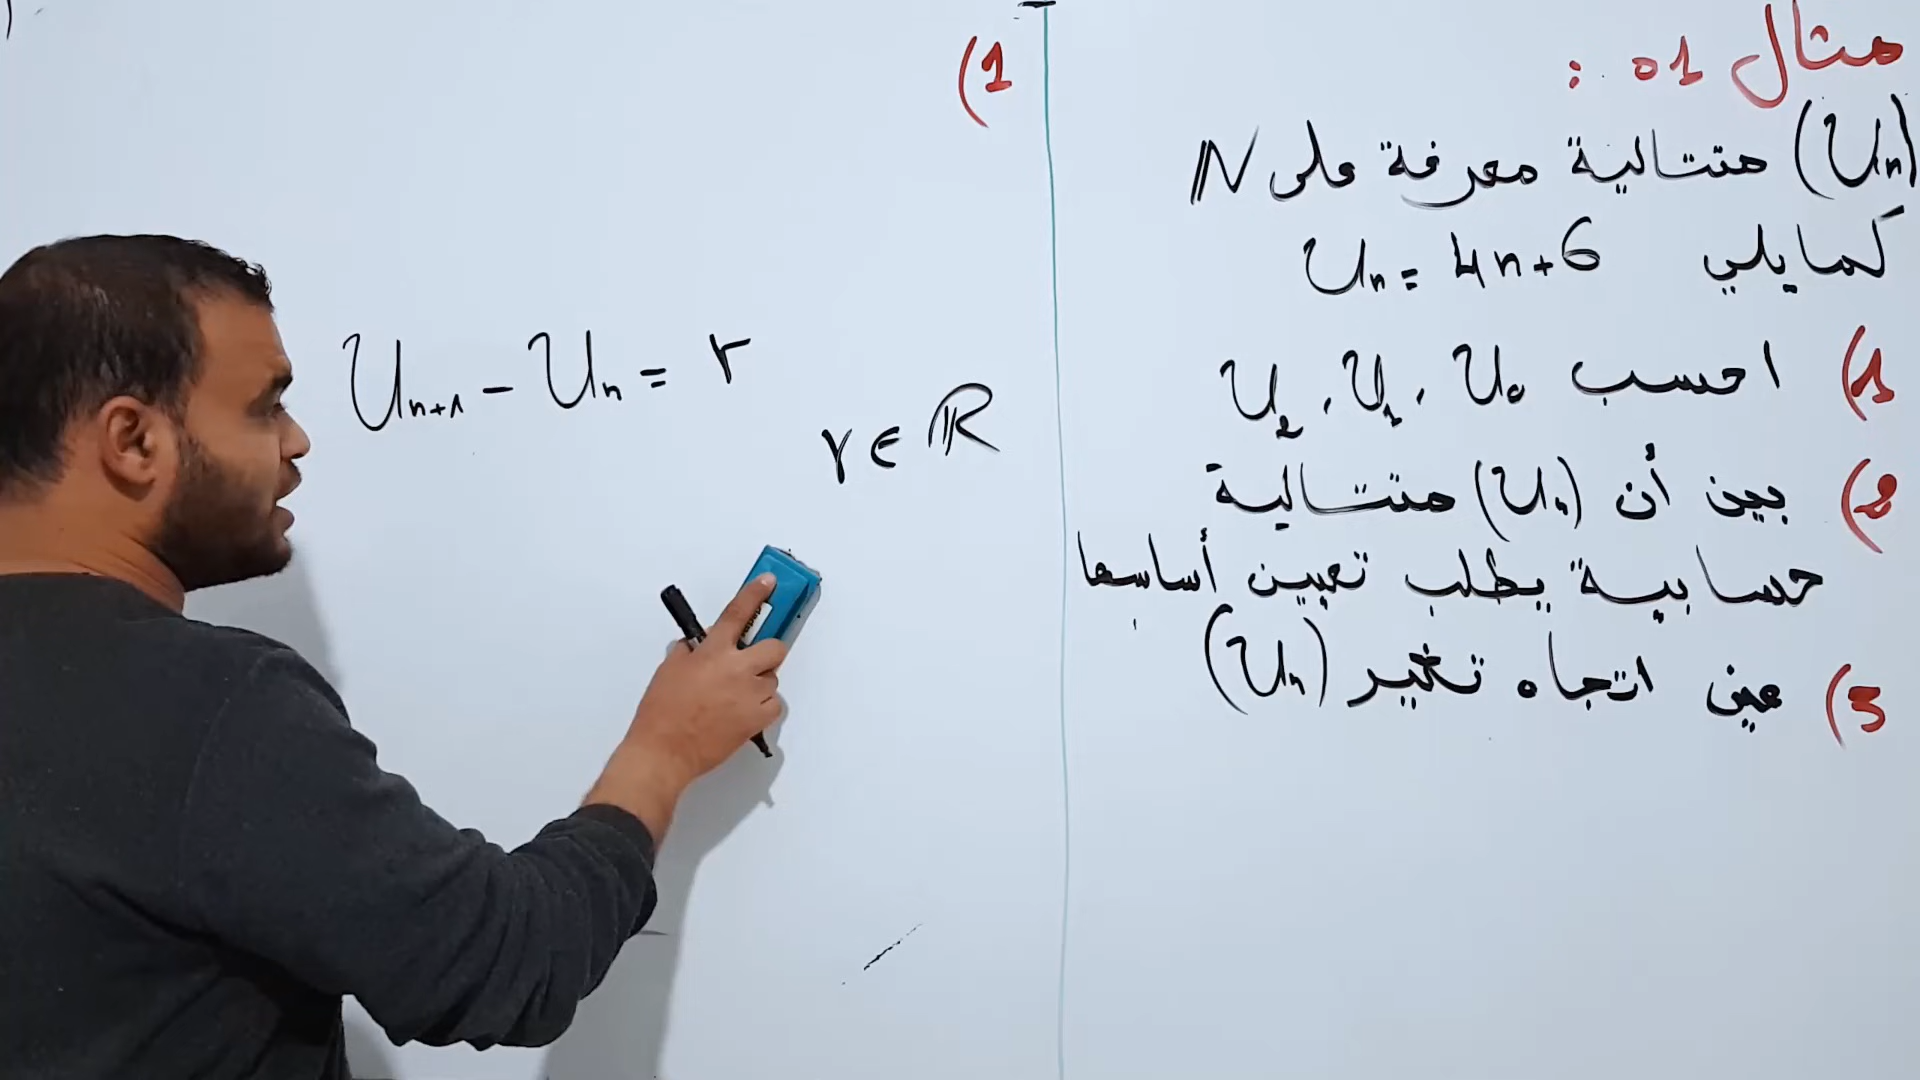 مثال 01 :
(Un) متتالية معرفة على N
كمايلي Un = 4n+6
1) احسب U0 , U1 , U2
2) بين أن (Un) متتالية
حسابية يطلب تعيين أساسها
3) عين اتجاه تغير (Un)
1)
Un+1 - Un = r
r ∈ R